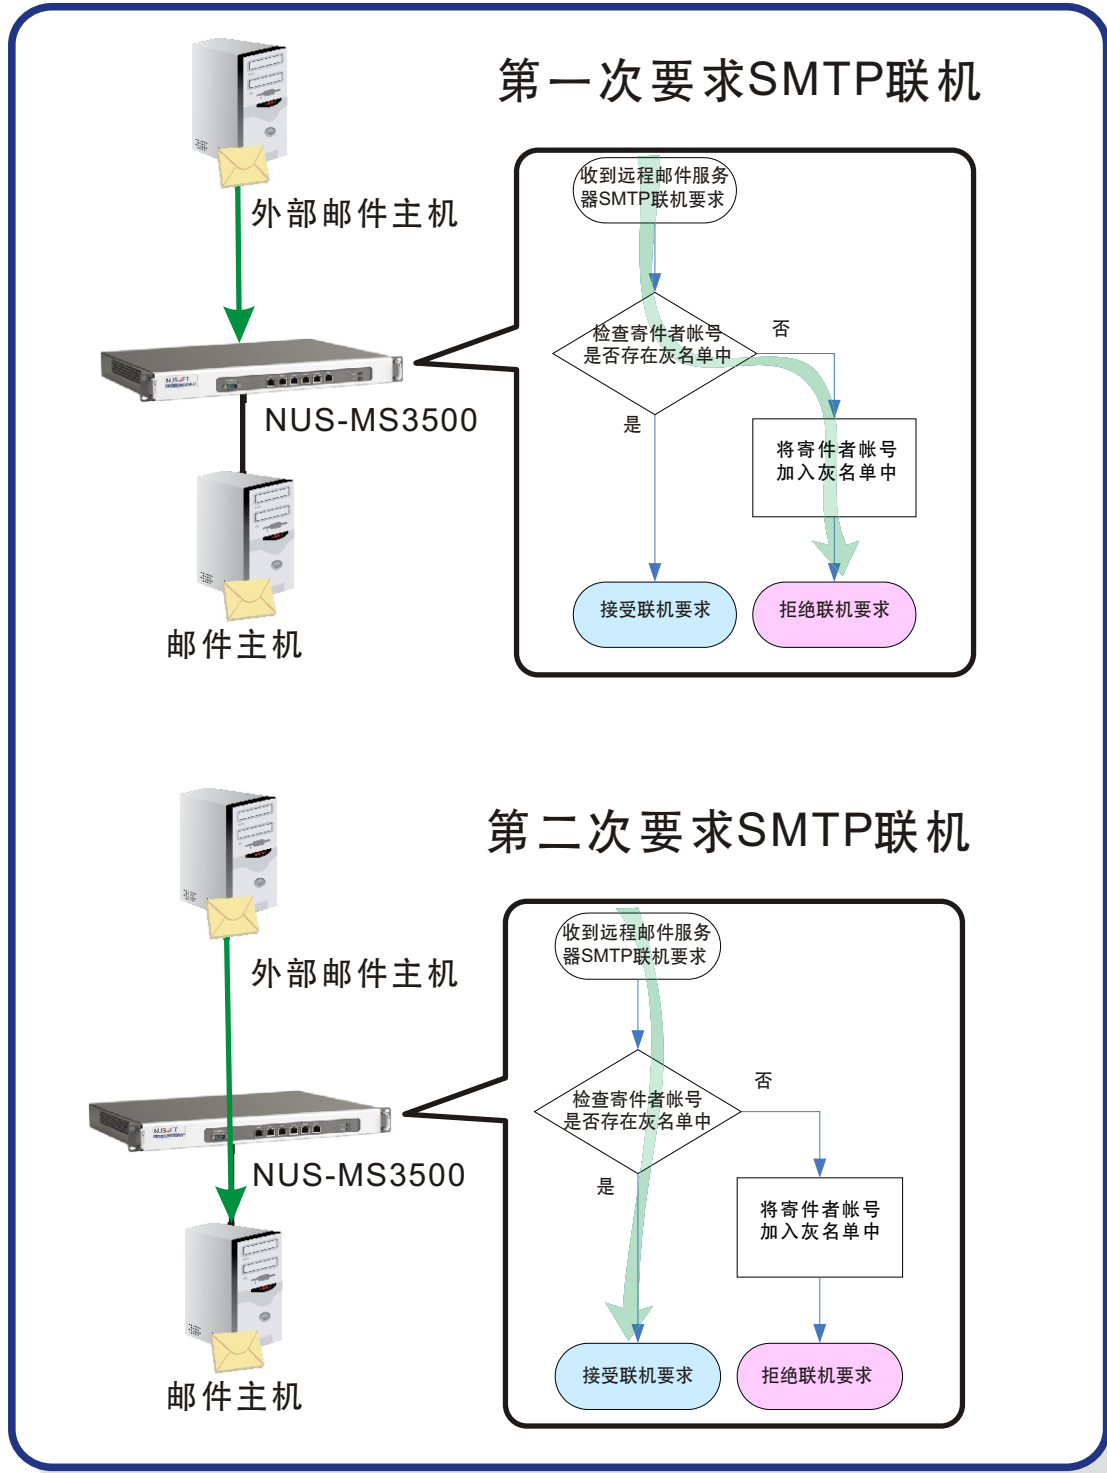 第一次要求SMTP联机
收到远程邮件服务
器SMTP联机要求
外部邮件主机
检查寄件者帐号
是否存在灰名单中
否
NUSOFT
NUS-MS3500
是
将寄件者帐号
加入灰名单中
接受联机要求
拒绝联机要求
邮件主机
第二次要求SMTP联机
收到远程邮件服务
器SMTP联机要求
外部邮件主机
检查寄件者帐号
是否存在灰名单中
否
NUSOFT
NUS-MS3500
是
将寄件者帐号
加入灰名单中
接受联机要求
拒绝联机要求
邮件主机